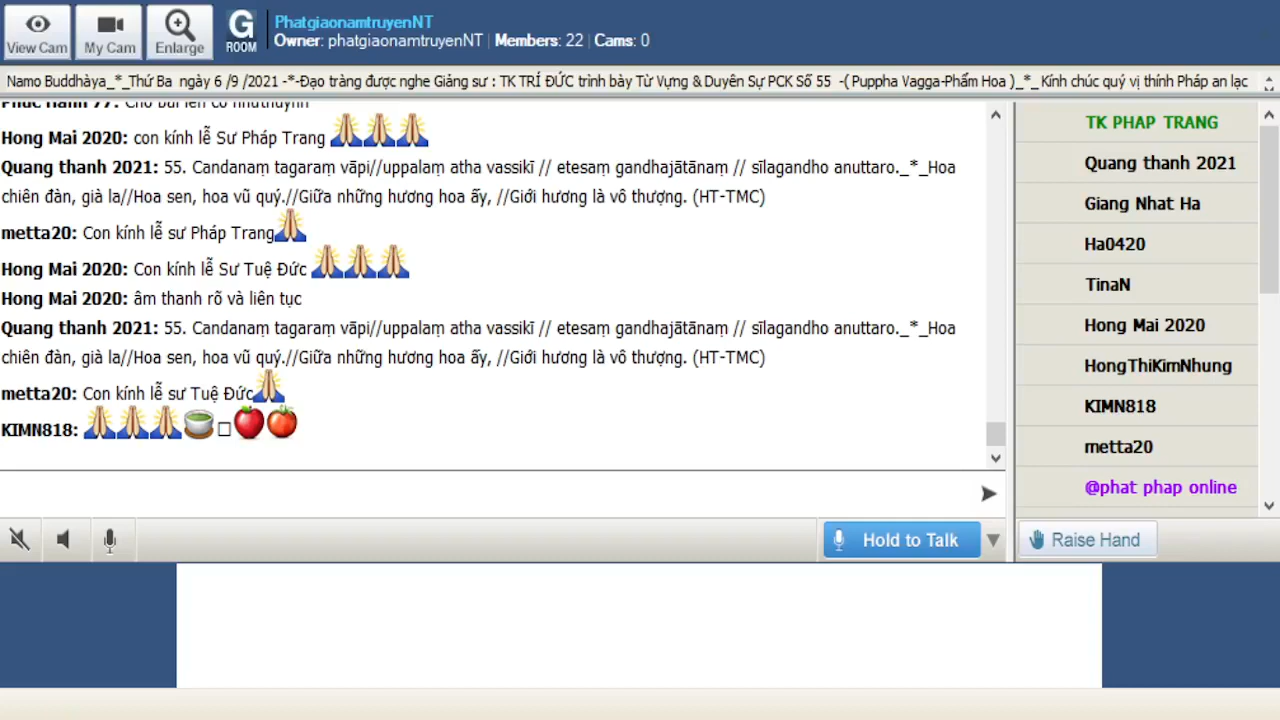 View Cam
My Cam
Enlarge
G
ROOM
PhatgiaonamtruyenNT
Owner: phatgiaonamtruyenNT | Members: 22 | Cams: 0
Namo Buddhàya_*_Thứ Ba ngày 6 /9 /2021 -*-Đạo tràng được nghe Giảng sư : TK TRÍ ĐỨC trình bày Từ Vựng & Duyên Sự PCK Số 55 -( Puppha Vagga-Phẩm Hoa )_*_ Kính chúc quý vị thính Pháp an lạc
Hong Mai 2020: con kính lễ Sư Pháp Trang 🙏🙏🙏
Quang thanh 2021: 55. Candanaṃ tagaraṃ vāpi//uppalaṃ atha vassikī // etesaṃ gandhajātānaṃ // sīlagandho anuttaro._*_Hoa
chiên đàn, già la//Hoa sen, hoa vũ quý.//Giữa những hương hoa ấy, //Giới hương là vô thượng. (HT-TMC)
metta20: Con kính lễ sư Pháp Trang🙏
Hong Mai 2020: Con kính lễ Sư Tuệ Đức 🙏🙏🙏
Hong Mai 2020: âm thanh rõ và liên tục
Quang thanh 2021: 55. Candanaṃ tagaraṃ vāpi//uppalaṃ atha vassikī // etesaṃ gandhajātānaṃ // sīlagandho anuttaro._*_Hoa
chiên đàn, già la//Hoa sen, hoa vũ quý.//Giữa những hương hoa ấy, //Giới hương là vô thượng. (HT-TMC)
metta20: Con kính lễ sư Tuệ Đức🙏
KIMN818: 🙏🙏🙏🍵□🍎🍅
Hold to Talk
TK PHAP TRANG
Quang thanh 2021
Giang Nhat Ha
Ha0420
TinaN
Hong Mai 2020
HongThiKimNhung
KIMN818
metta20
@phat phap online
Raise Hand